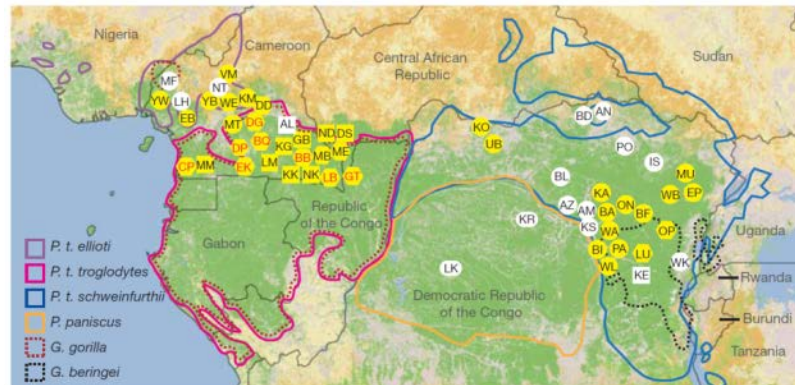 Nigeria
Cameroon
Central African
Republic
Sudan
VM
MF
NT
YW
LH
YB
WE
KM
DD
EB
MT
DG
AL
KO
BD
AN
DP
BQ
GB
ND
DS
UB
PO
KG
ME
IS
CP
MM
EK
LM
BB
MB
BL
MU
KK
NK
LB
GT
KA
WB
EP
Republic
of the Congo
AZ
AM
BA
ON
BF
KR
KS
WA
OP
Uganda
Gabon
BI
PA
LU
WK
LK
WL
KE
Rwanda
Democratic Republic
of the Congo
Burundi
Tanzania
P. t. ellioti
P. t. troglodytes
P. t. schweinfurthii
P. paniscus
G. gorilla
G. beringei